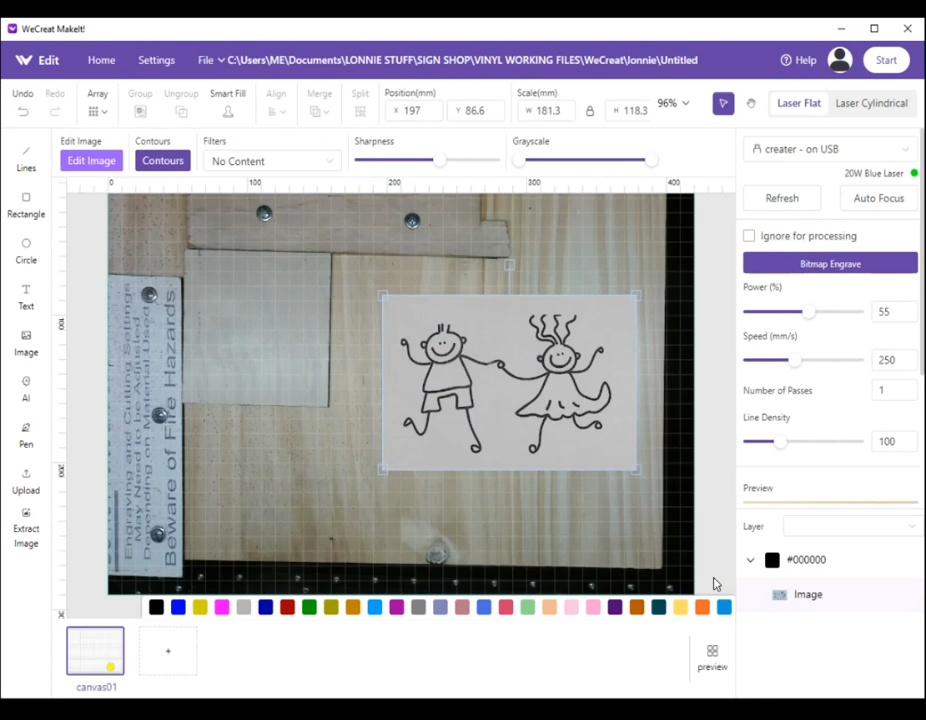 WeCreat MakeIt!
Edit Home Settings File C:\Users\ME\Documents\LONNIE STUFF\SIGN SHOP\VINYL WORKING FILES\WeCreat\lonnie\Untitled Help Start
Undo Redo Array Group Ungroup Smart Fill Align Merge Split Position(mm) Scale(mm)
X 197 Y 86.6 W 181.3 H 118.3 96% Laser Flat Laser Cylindrical
Edit Image Contours Filters Sharpness Grayscale
Edit Image Contours No Content
creater - on USB
20W Blue Laser
Refresh Auto Focus
Ignore for processing
Bitmap Engrave
Power (%)
55
Speed (mm/s)
250
Number of Passes 1
Line Density
100
Preview
Layer
#000000
Image
Lines
Rectangle
Circle
Text
Image
AI
Pen
Upload
Extract
Image
0 100 200 300 400
100
200
Engraving and Cutting Settings
May Need to be Adjusted
Depending on Material Used
Beware of Fire Hazards
+
canvas01
preview